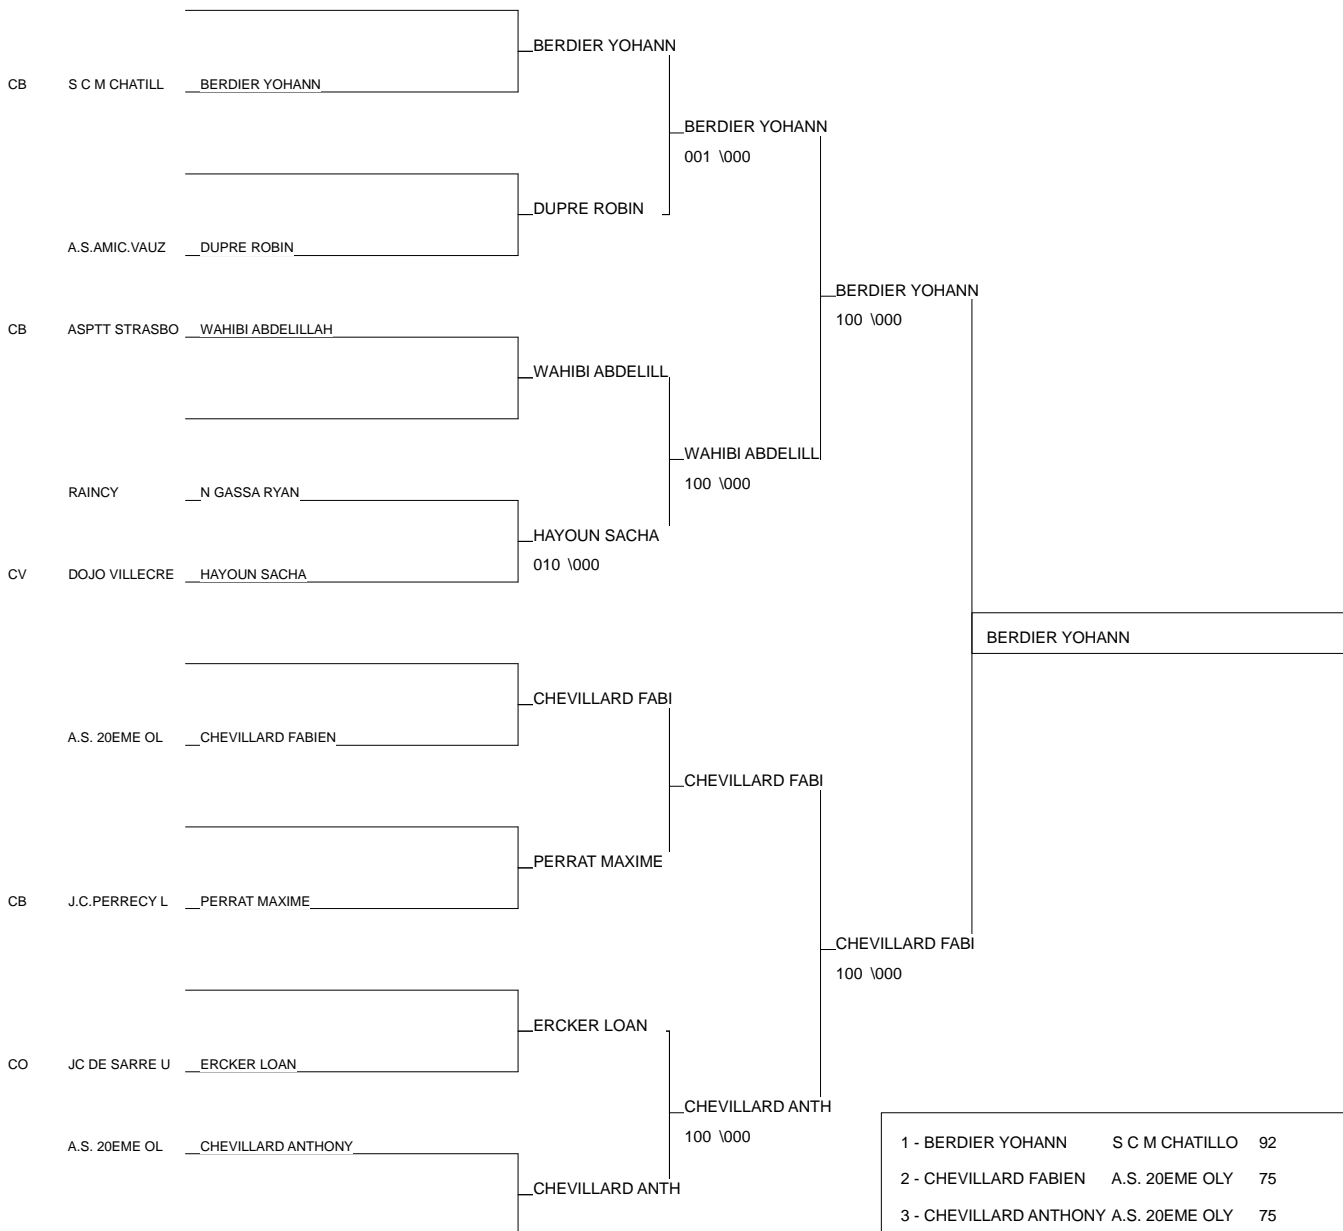 BERDIER YOHANN
CB S C M CHATILL BERDIER YOHANN
BERDIER YOHANN
001 \000
DUPRE ROBIN
A.S.AMIC.VAUZ DUPRE ROBIN
BERDIER YOHANN
100 \000
CB ASPTT STRASBO WAHIBI ABDELILLAH
WAHIBI ABDELILL
WAHIBI ABDELILL
100 \000
RAINCY N GASSA RYAN
HAYOUN SACHA
010 \000
CV DOJO VILLECRE HAYOUN SACHA
BERDIER YOHANN
CHEVILLARD FABI
A.S. 20EME OL CHEVILLARD FABIEN
CHEVILLARD FABI
PERRAT MAXIME
CB J.C.PERRECY L PERRAT MAXIME
CHEVILLARD FABI
100 \000
ERCKER LOAN
CO JC DE SARRE U ERCKER LOAN
CHEVILLARD ANTH
100 \000
A.S. 20EME OL CHEVILLARD ANTHONY
CHEVILLARD ANTH
1 - BERDIER YOHANN S C M CHATILLO 92
2 - CHEVILLARD FABIEN A.S. 20EME OLY 75
3 - CHEVILLARD ANTHONY A.S. 20EME OLY 75